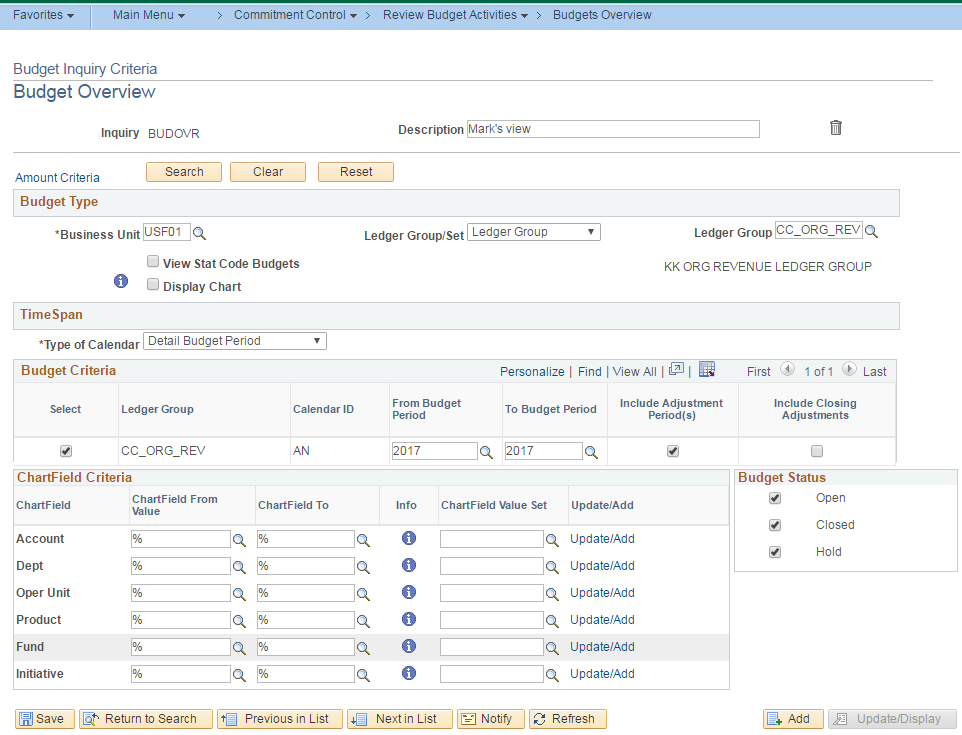 Favorites Main Menu > Commitment Control > Review Budget Activities > Budgets Overview
Budget Inquiry Criteria
Budget Overview
Inquiry BUDOVR Description Mark's view
Amount Criteria Search Clear Reset
Budget Type
*Business Unit USF01 Ledger Group/Set Ledger Group Ledger Group CC_ORG_REV
View Stat Code Budgets KK ORG REVENUE LEDGER GROUP
Display Chart
TimeSpan
*Type of Calendar Detail Budget Period
Budget Criteria Personalize | Find | View All | | First 1 of 1 Last
Select Ledger Group Calendar ID From Budget Period To Budget Period Include Adjustment Period(s) Include Closing Adjustments
CC_ORG_REV AN 2017 2017
ChartField Criteria
ChartField ChartField From Value ChartField To Info ChartField Value Set Update/Add
Account % % Update/Add
Dept % % Update/Add
Oper Unit % % Update/Add
Product % % Update/Add
Fund % % Update/Add
Initiative % % Update/Add
Budget Status
Open
Closed
Hold
Save Return to Search Previous in List Next in List Notify Refresh Add Update/Display